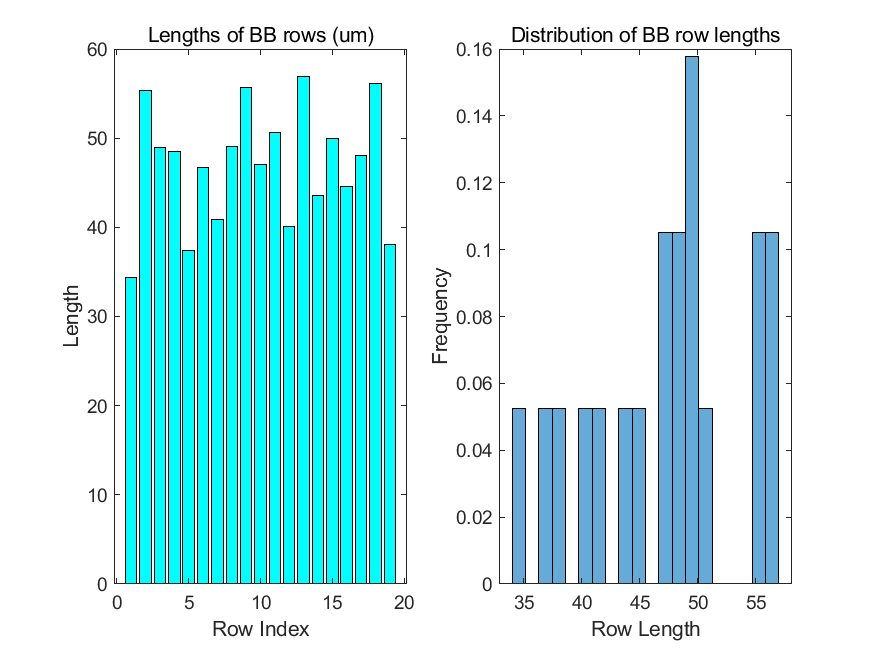 Lengths of BB rows (um)
60
50
40
30
20
10
0
Length
0 5 10 15 20
Row Index
Distribution of BB row lengths
0.16
0.14
0.12
0.1
0.08
0.06
0.04
0.02
0
Frequency
35 40 45 50 55
Row Length